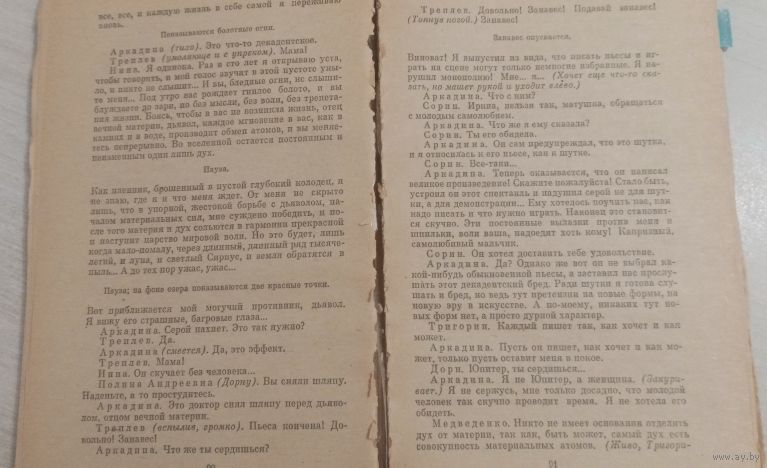 все, все, и каждую жизнь в себе самой я переживаю
вновь.
Показываются болотные огни.
Аркадина (тихо). Это что-то декадентское.
Треплев (умоляюще и с упреком). Мама!
Нина. Я одинока. Раз в сто лет я открываю уста,
чтобы говорить, и мой голос звучит в этой пустоте уны-
ло, и никто не слышит... И вы, бледные огни, не слыши-
те меня... Под утро вас рождает гнилое болото, и вы
блуждаете до зари, но без мысли, без воли, без трепета-
ния жизни. Боясь, чтобы в вас не возникла жизнь, отец
вечной материи, дьявол, каждое мгновение в вас, как в
камнях и в воде, производит обмен атомов, и вы меняе-
тесь непрерывно. Во вселенной остается постоянным и
неизменным один лишь дух.
Пауза.
Как пленник, брошенный в пустой глубокий колодец, я
не знаю, где я и что меня ждет. От меня не скрыто
лишь, что в упорной, жестокой борьбе с дьяволом, на-
чалом материальных сил, мне суждено победить, и по-
сле того материя и дух сольются в гармонии прекрасной
и наступит царство мировой воли. Но это будет, лишь
когда мало-помалу, через длинный, длинный ряд тысяче-
летий, и луна, и светлый Сириус, и земля обратятся в
пыль... А до тех пор ужас, ужас...
Пауза; на фоне озера показываются две красные точки.
Вот приближается мой могучий противник, дьявол.
Я вижу его страшные, багровые глаза...
Аркадина. Серой пахнет. Это так нужно?
Треплев. Да.
Аркадина (смеется). Да, это эффект.
Треплев. Мама!
Нина. Он скучает без человека...
Полина Андреевна (Дорну). Вы сняли шляпу.
Наденьте, а то простудитесь.
Аркадина. Это доктор снял шляпу перед дьяво-
лом, отцом вечной материи.
Треплев (вспылив, громко). Пьеса кончена! До-
вольно! Занавес!
Аркадина. Что же ты сердишься?
Треплев. Довольно! Занавес! Подавай занавес!
(Топнув ногой.) Занавес!
Занавес опускается.
Виноват! Я выпустил из вида, что писать пьесы и иг-
рать на сцене могут только немногие избранные. Я на-
рушил монополию! Мне... я... (Хочет еще что-то ска-
зать, но машет рукой и уходит влево.)
Аркадина. Что с ним?
Сорин. Ирина, нельзя так, матушка, обращаться
с молодым самолюбием.
Аркадина. Что же я ему сказала?
Сорин. Ты его обидела.
Аркадина. Он сам предупреждал, что это шутка,
и я относилась к его пьесе, как к шутке.
Сорин. Все-таки...
Аркадина. Теперь оказывается, что он написал
великое произведение! Скажите пожалуйста! Стало быть,
устроил он этот спектакль и надушил серой не для шут-
ки, а для демонстрации... Ему хотелось поучить нас, как
надо писать и что нужно играть. Наконец это становит-
ся скучно. Эти постоянные вылазки против меня и
шпильки, воля ваша, надоедят хоть кому! Капризный,
самолюбивый мальчик.
Сорин. Он хотел доставить тебе удовольствие.
Аркадина. Да? Однако же вот он не выбрал ка-
кой-нибудь обыкновенной пьесы, а заставил нас прослу-
шать этот декадентский бред. Ради шутки я готова слу-
шать и бред, но ведь тут претензии на новые формы, на
новую эру в искусстве. А по-моему, никаких тут но-
вых форм нет, а просто дурной характер.
Тригорин. Каждый пишет так, как хочет и как
может.
Аркадина. Пусть он пишет, как хочет и как мо-
жет, только пусть оставит меня в покое.
Дорн. Юпитер, ты сердишься...
Аркадина. Я не Юпитер, а женщина. (Закури-
вает.) Я не сержусь, мне только досадно, что молодой
человек так скучно проводит время. Я не хотела его
обидеть.
Медведенко. Никто не имеет основания отделять
дух от материи, так как, быть может, самый дух есть
совокупность материальных атомов. (Живо, Тригори-
91
www.ay.by